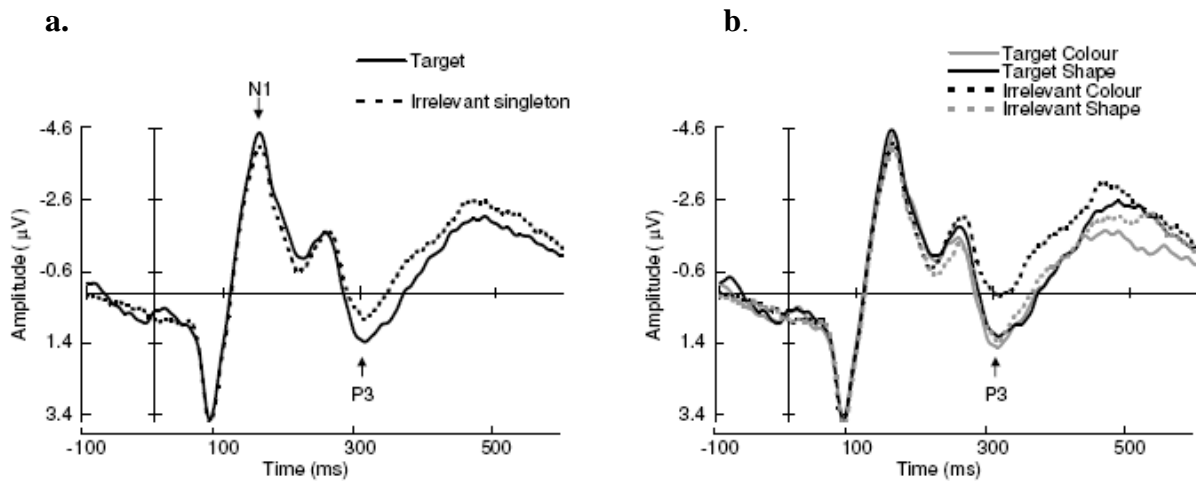 a.
Target
Irrelevant singleton
N1
-4.6
-2.6
-0.6
1.4
3.4
Amplitude ( µV)
P3
-100 100 300 500
Time (ms)
b.
Target Colour
Target Shape
Irrelevant Colour
Irrelevant Shape
-4.6
-2.6
-0.6
1.4
3.4
Amplitude ( µV)
P3
-100 100 300 500
Time (ms)